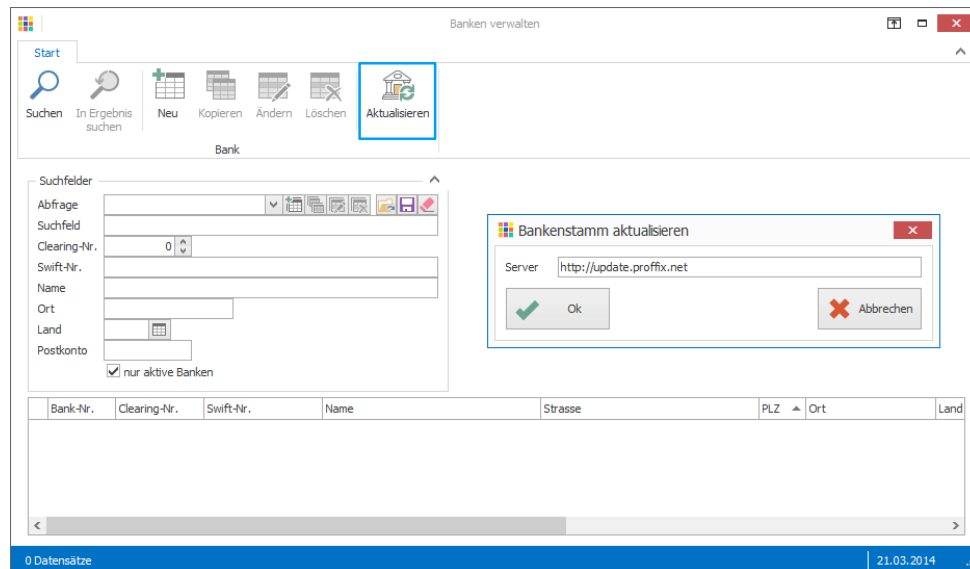 Banken verwalten
Start
Suchen
In Ergebnis suchen
Neu
Kopieren
Ändern
Löschen
Aktualisieren
Bank
Suchfelder
Abfrage
Suchfeld
Clearing-Nr. 0
Swift-Nr.
Name
Ort
Land
Postkonto
nur aktive Banken
Bankenstamm aktualisieren
Server http://update.proffix.net
Ok Abbrechen
Bank-Nr. Clearing-Nr. Swift-Nr. Name Strasse PLZ Ort Land
0 Datensätze 21.03.2014